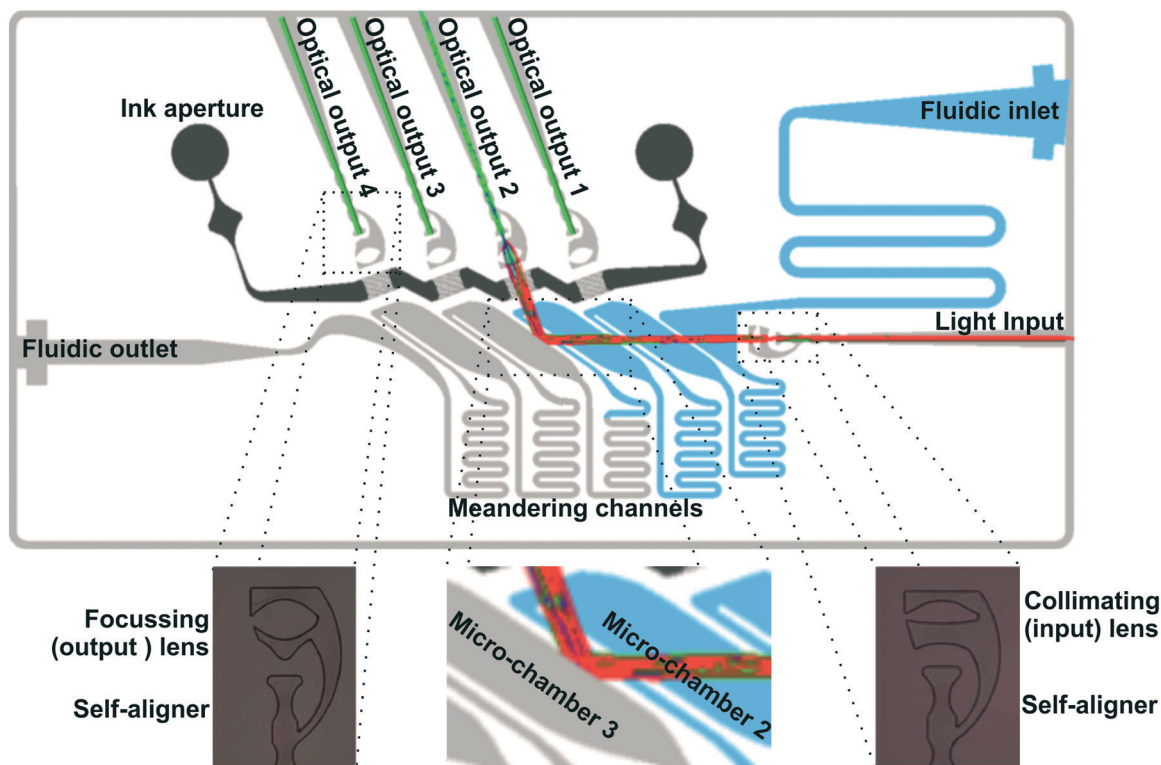 Optical output 4
Optical output 3
Optical output 2
Optical output 1
Ink aperture
Fluidic inlet
Light Input
Fluidic outlet
Meandering channels
Focussing
(output ) lens
Self-aligner
Micro-chamber 3
Micro-chamber 2
Collimating
(input) lens
Self-aligner